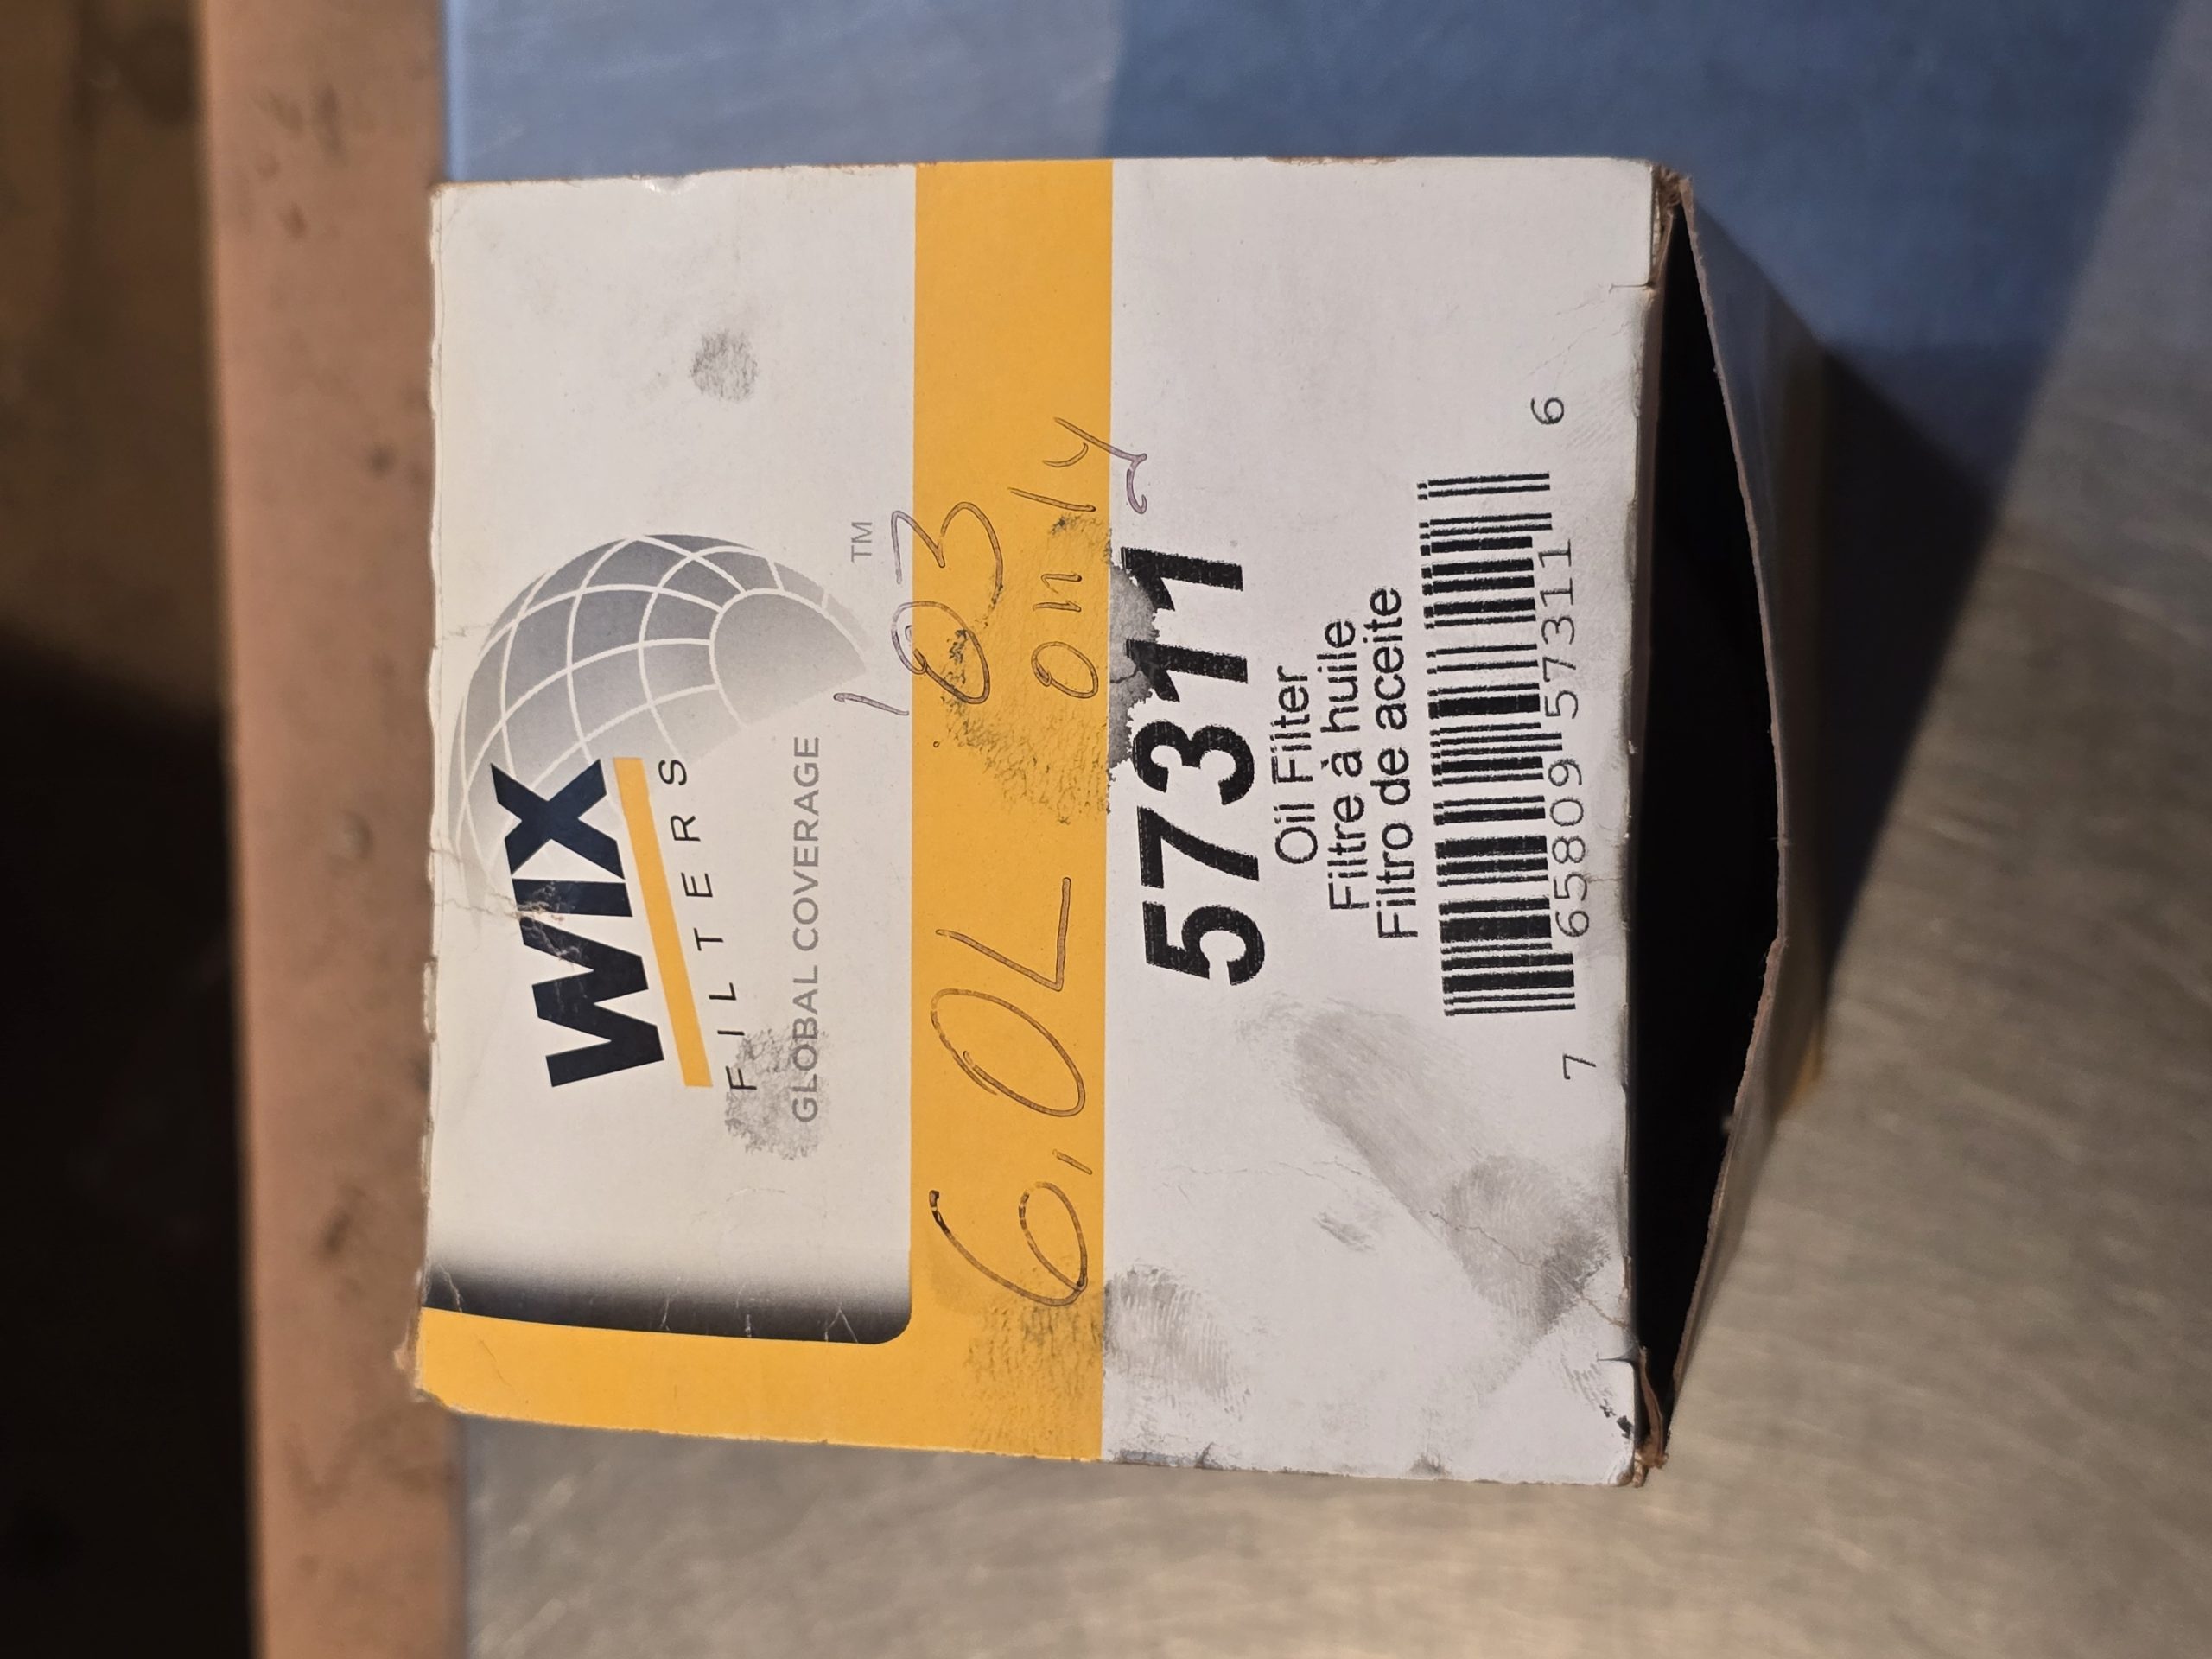 WIX
FILTERS
GLOBAL COVERAGE
TM
6.0L
103
only
57311
Oil Filter
Filtre à huile
Filtro de aceite
7 65809 57311 6